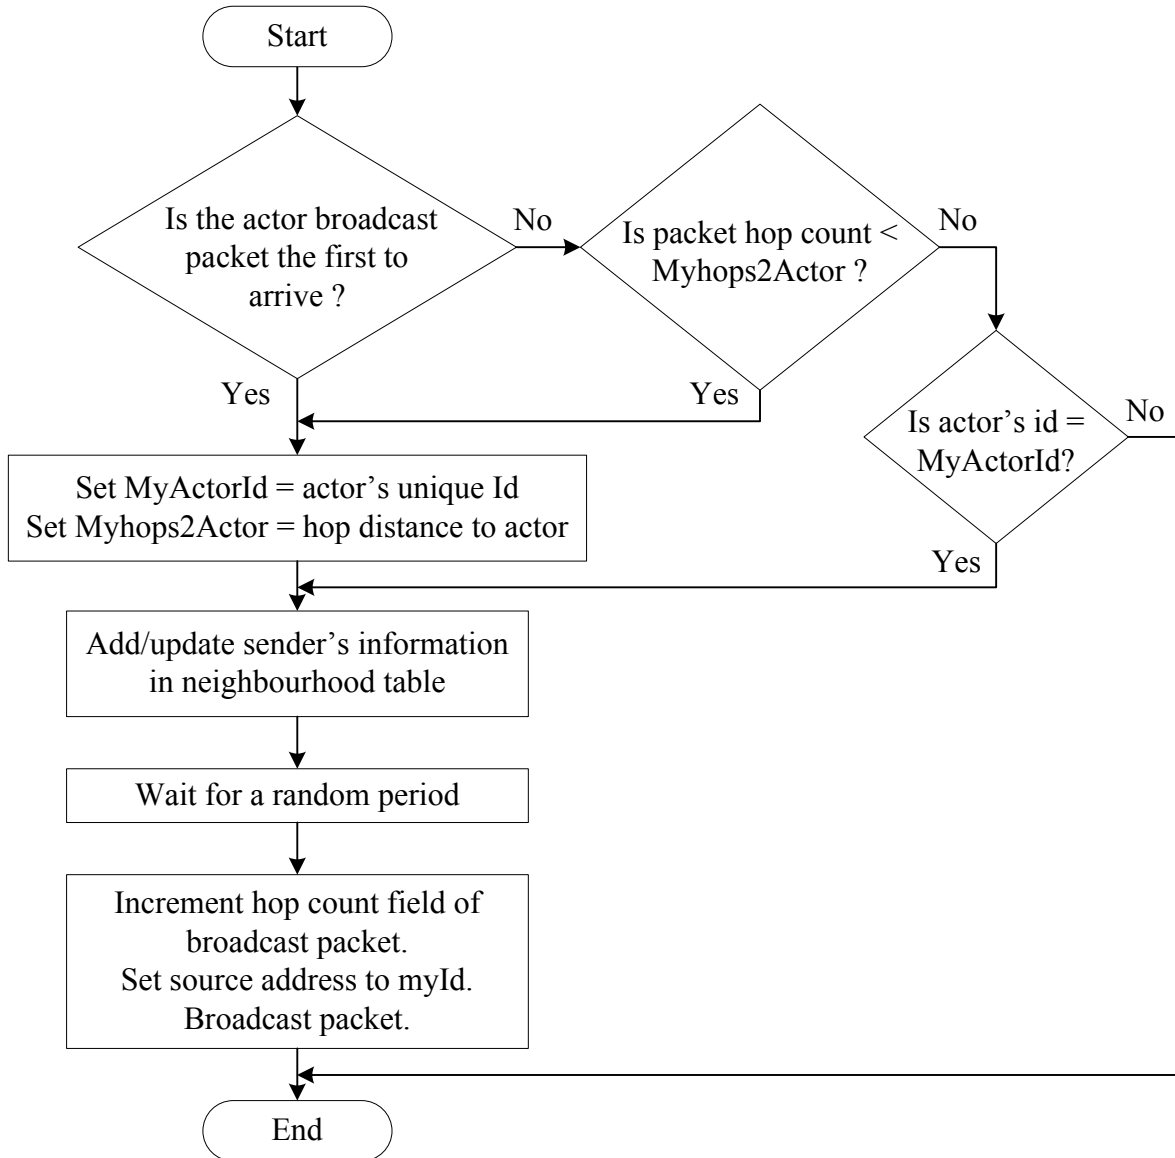 Start
Is the actor broadcast
packet the first to
arrive ?
No
Is packet hop count <
Myhops2Actor ?
No
Yes
Yes
Is actor’s id =
MyActorId?
No
Set MyActorId = actor’s unique Id
Set Myhops2Actor = hop distance to actor
Yes
Add/update sender’s information
in neighbourhood table
Wait for a random period
Increment hop count field of
broadcast packet.
Set source address to myId.
Broadcast packet.
End